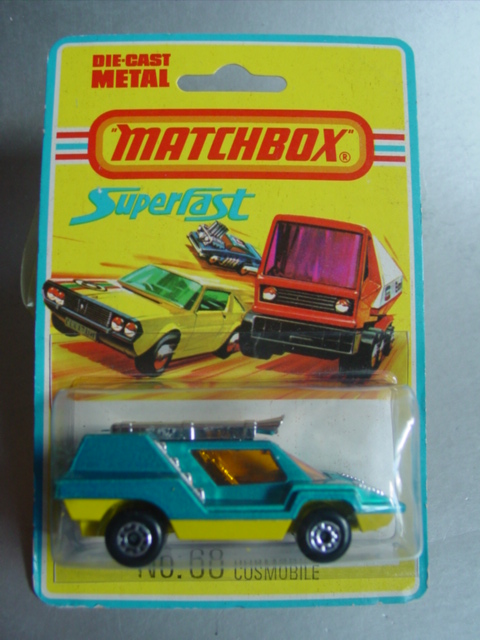 DIE-CAST
METAL
"MATCHBOX"®
Superfast
No. 68 COSMOBILE